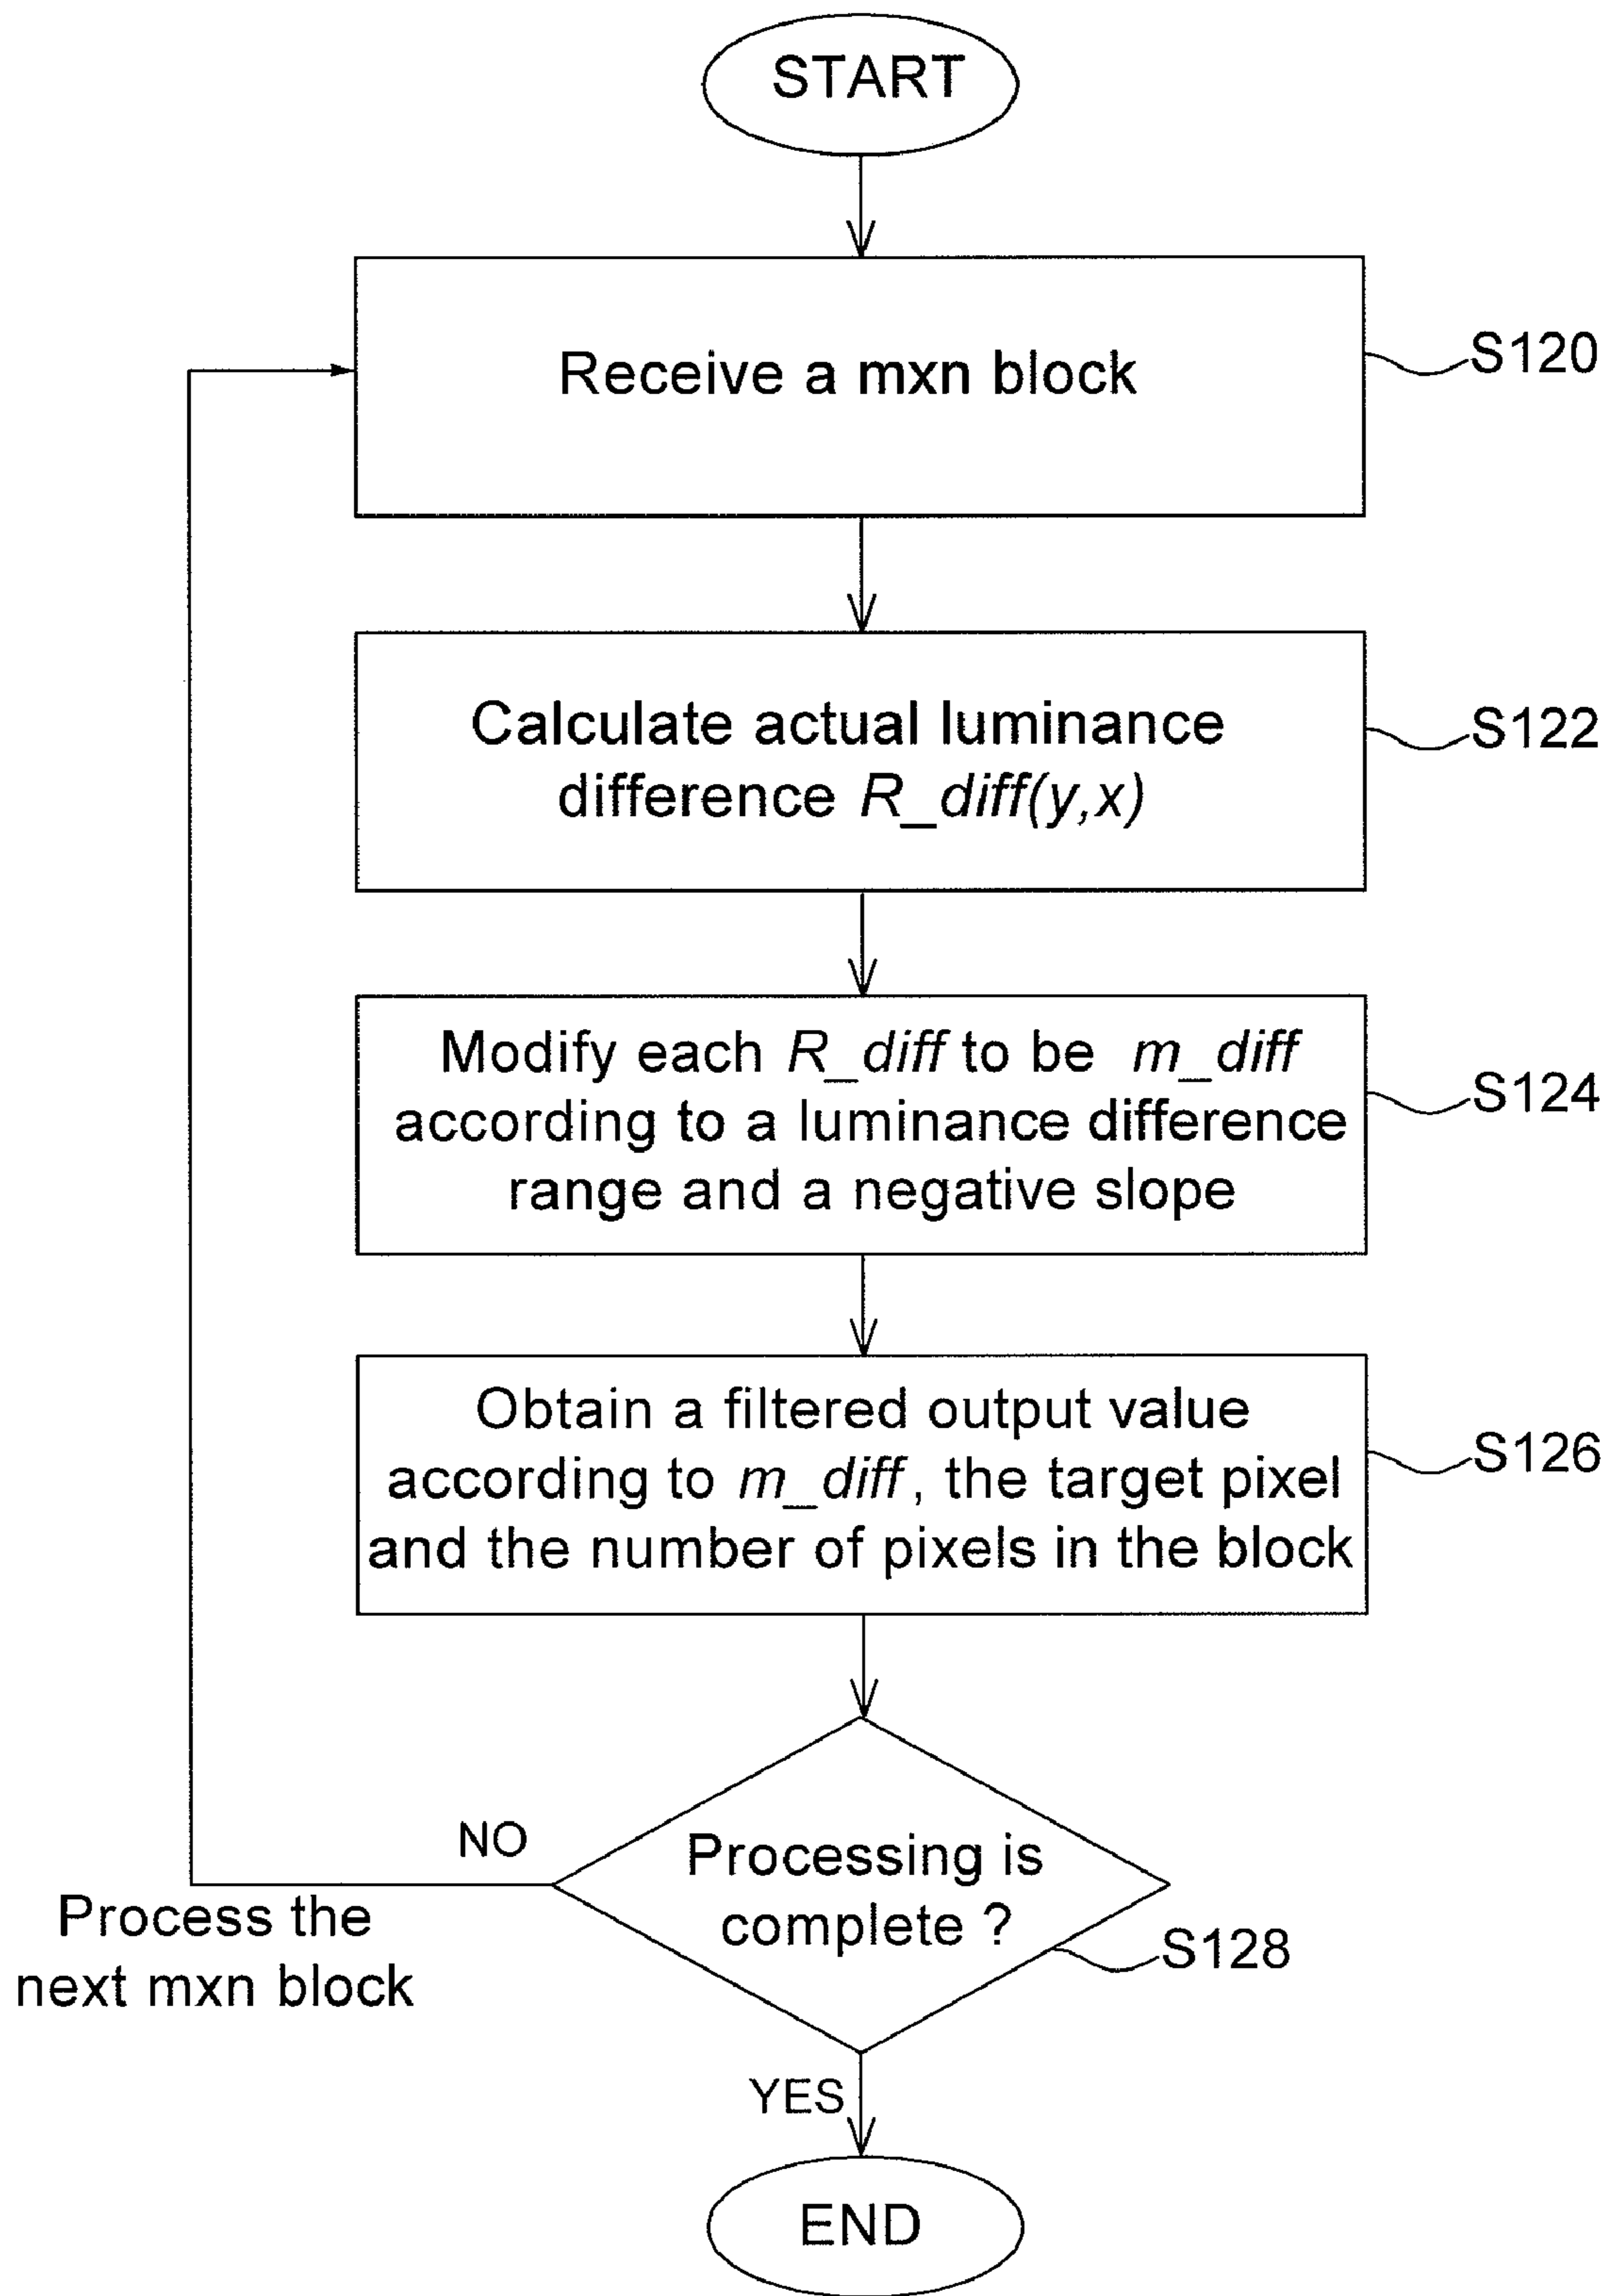 START
Receive a mxn block
S120
Calculate actual luminance
difference R_diff(y,x)
S122
Modify each R_diff to be m_diff
according to a luminance difference
range and a negative slope
S124
Obtain a filtered output value
according to m_diff, the target pixel
and the number of pixels in the block
S126
NO
Process the
next mxn block
Processing is
complete ?
S128
YES
END